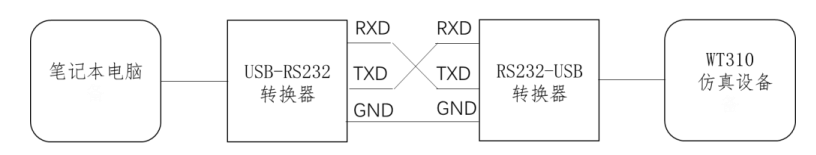 笔记本电脑
USB-RS232
转换器
RXD
TXD
GND
RXD
TXD
GND
RS232-USB
转换器
WT310
仿真设备